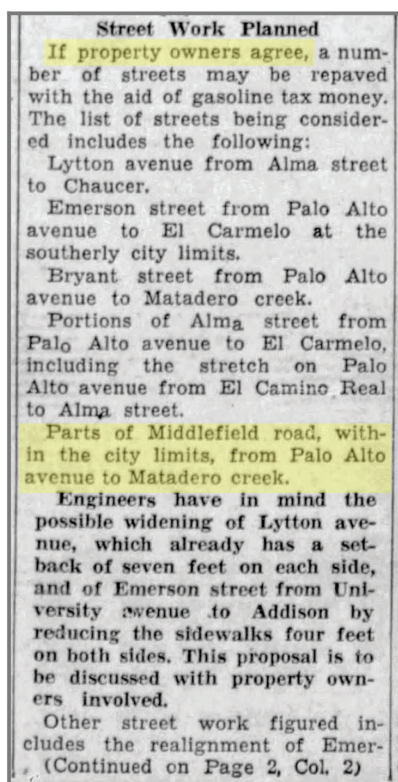 Street Work Planned
If property owners agree, a num-
ber of streets may be repaved
with the aid of gasoline tax money.
The list of streets being consider-
ed includes the following:
Lytton avenue from Alma street
to Chaucer.
Emerson street from Palo Alto
avenue to El Carmelo at the
southerly city limits.
Bryant street from Palo Alto
avenue to Matadero creek.
Portions of Alma street from
Palo Alto avenue to El Carmelo,
including the stretch on Palo
Alto avenue from El Camino Real
to Alma street.
Parts of Middlefield road, with-
in the city limits, from Palo Alto
avenue to Matadero creek.
Engineers have in mind the
possible widening of Lytton ave-
nue, which already has a set-
back of seven feet on each side,
and of Emerson street from Uni-
versity avenue to Addison by
reducing the sidewalks four feet
on both sides. This proposal is to
be discussed with property own-
ers involved.
Other street work figured in-
cludes the realignment of Emer-
(Continued on Page 2, Col. 2)